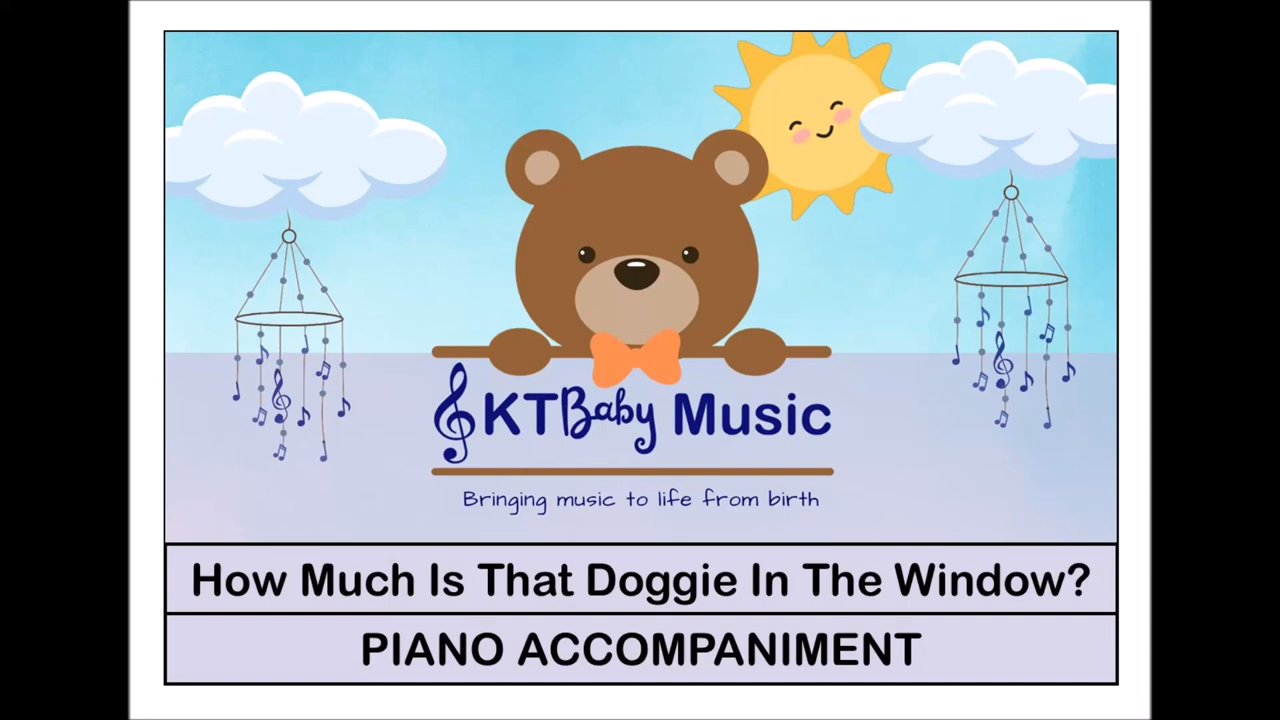 KTBaby Music
Bringing music to life from birth
How Much Is That Doggie In The Window?
PIANO ACCOMPANIMENT